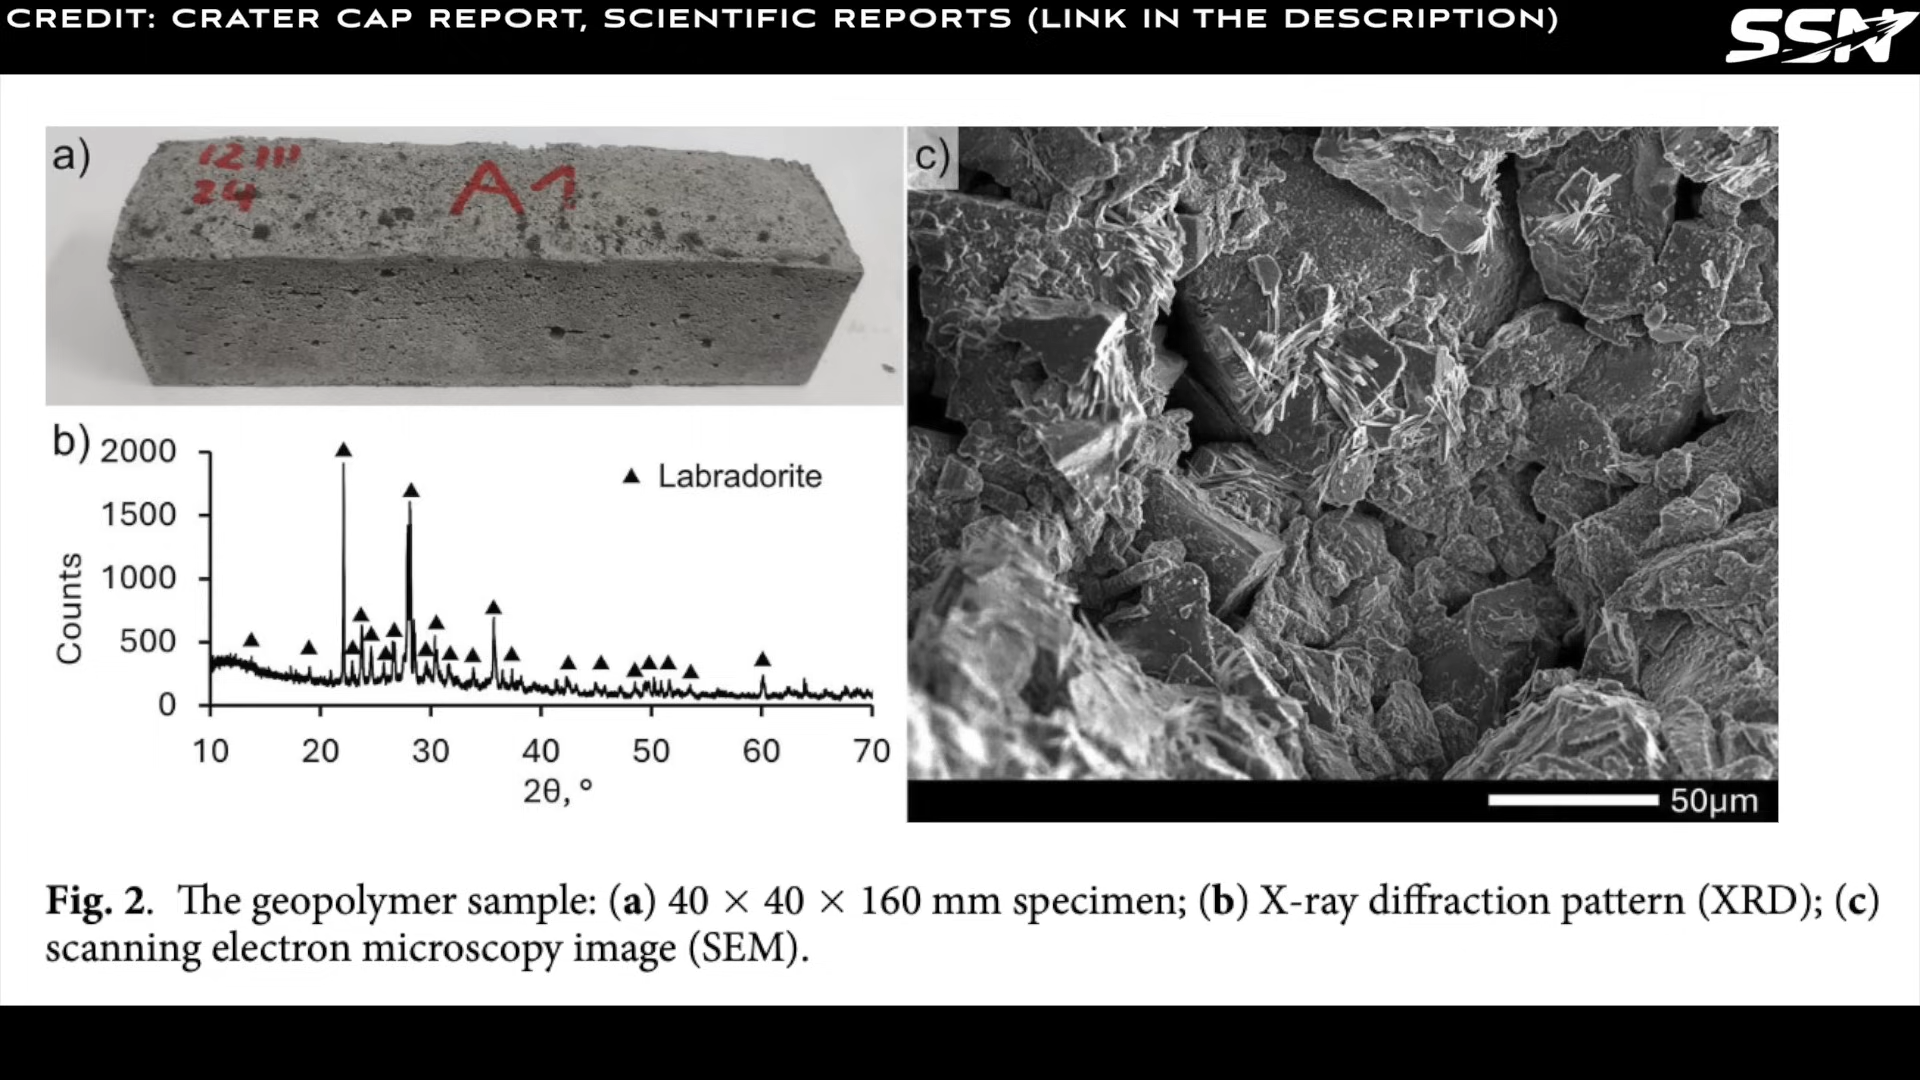 CREDIT: CRATER CAP REPORT, SCIENTIFIC REPORTS (LINK IN THE DESCRIPTION)
SSN
a)
12 III
24
A1
b)
2000
1500
1000
500
0
Counts
▲ Labradorite
10 20 30 40 50 60 70
2θ, °
c)
50µm
Fig. 2. The geopolymer sample: (a) 40 × 40 × 160 mm specimen; (b) X-ray diffraction pattern (XRD); (c)
scanning electron microscopy image (SEM).